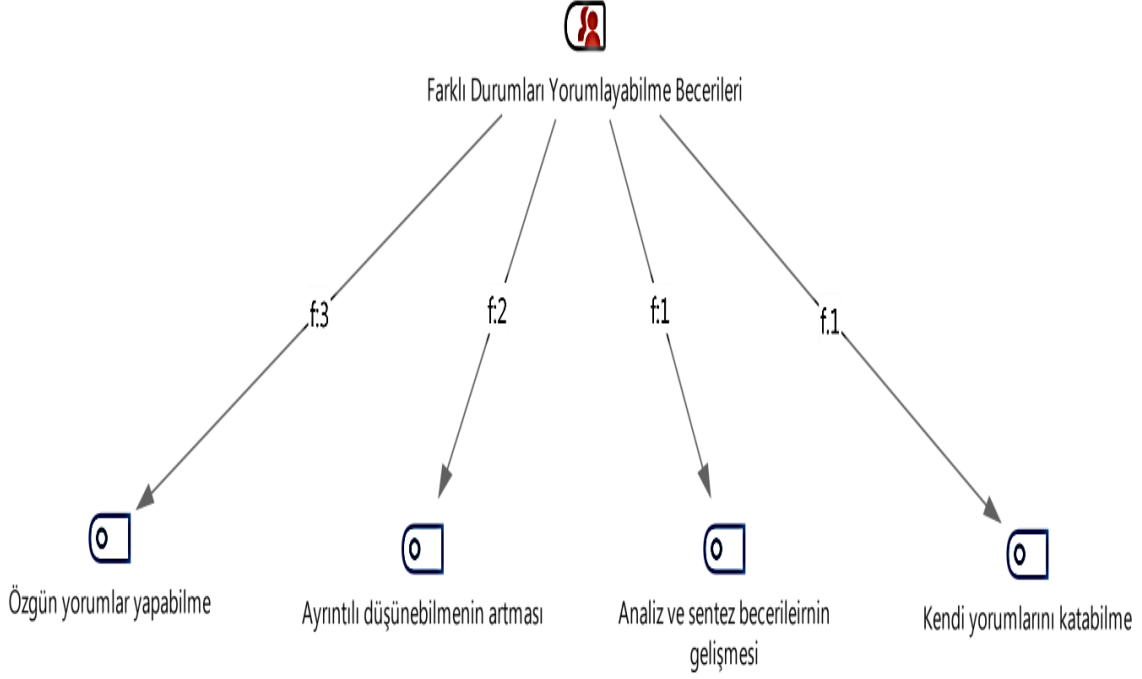 Farklı Durumları Yorumlayabilme Becerileri
f:3
f:2
f:1
f:1
Özgün yorumlar yapabilme
Ayrıntılı düşünebilmenin artması
Analiz ve sentez becerileirnin
gelişmesi
Kendi yorumlarını katabilme